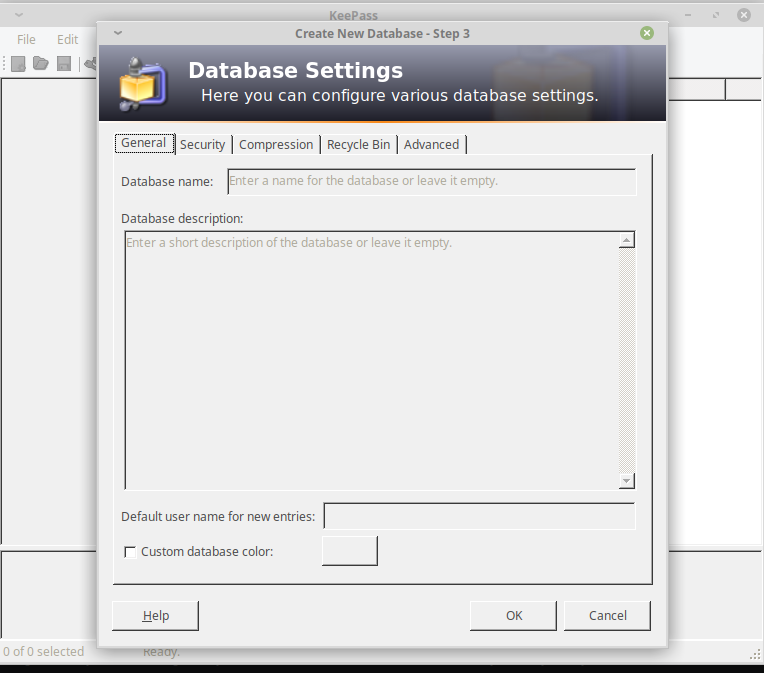 KeePass
Create New Database - Step 3
File Edit
Database Settings
Here you can configure various database settings.
General Security Compression Recycle Bin Advanced
Database name: Enter a name for the database or leave it empty.
Database description:
Enter a short description of the database or leave it empty.
Default user name for new entries:
Custom database color:
Help OK Cancel
0 of 0 selected Ready.